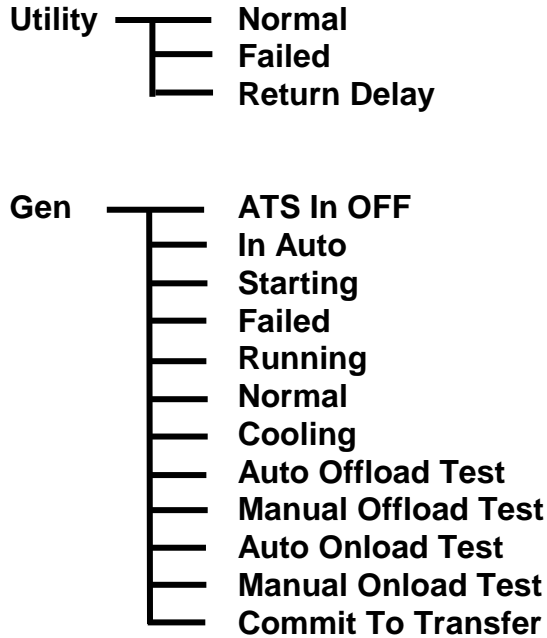 Utility Normal
Failed
Return Delay
Gen ATS In OFF
In Auto
Starting
Failed
Running
Normal
Cooling
Auto Offload Test
Manual Offload Test
Auto Onload Test
Manual Onload Test
Commit To Transfer